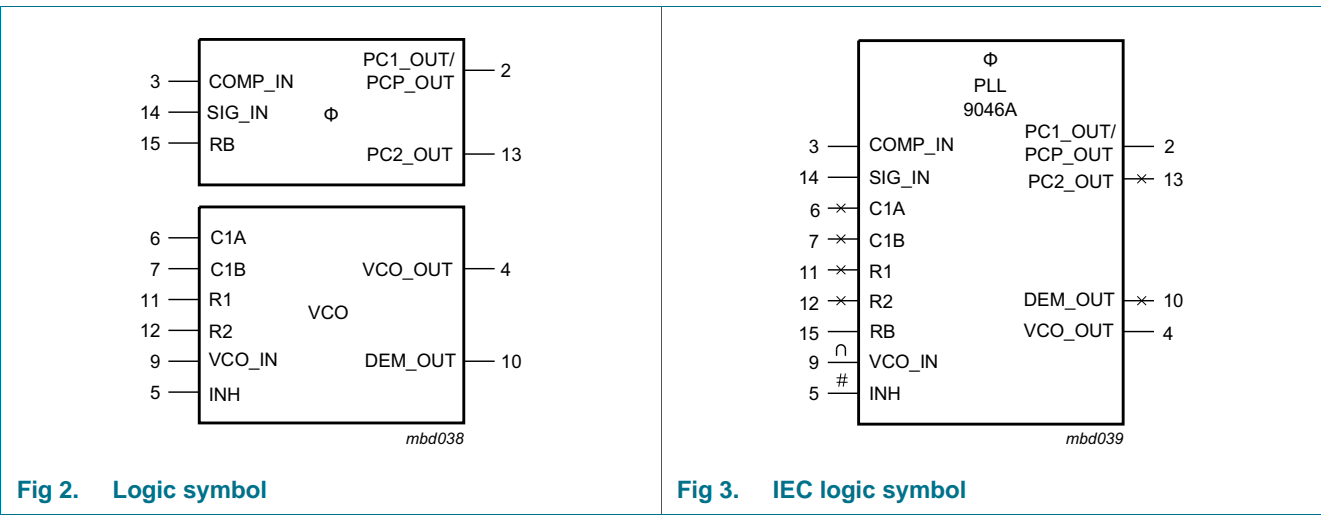 PC1_OUT/
3 COMP_IN PCP_OUT 2
14 SIG_IN Φ
15 RB PC2_OUT 13
6 C1A
7 C1B VCO_OUT 4
11 R1
VCO
12 R2
9 VCO_IN DEM_OUT 10
5 INH
mbd038
Fig 2. Logic symbol
Φ
PLL
9046A
PC1_OUT/
3 COMP_IN PCP_OUT 2
14 SIG_IN PC2_OUT 13
6 C1A
7 C1B
11 R1
12 R2 DEM_OUT 10
15 RB VCO_OUT 4
9 ∩ VCO_IN
5 # INH
mbd039
Fig 3. IEC logic symbol